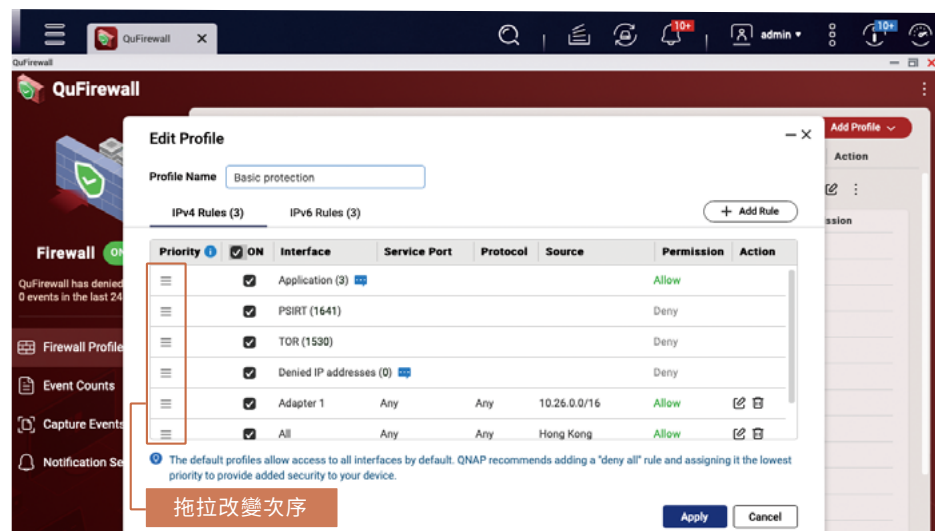 QuFirewall
10+
admin
10+
QuFirewall
QuFirewall
Add Profile
Edit Profile
Action
Profile Name Basic protection
IPv4 Rules (3) IPv6 Rules (3) + Add Rule
ssion
Firewall ON
Priority ON Interface Service Port Protocol Source Permission Action
Application (3) Allow
QuFirewall has denied
0 events in the last 24
PSIRT (1641) Deny
TOR (1530) Deny
Firewall Profile
Denied IP addresses (0) Deny
Event Counts
Adapter 1 Any Any 10.26.0.0/16 Allow
Capture Events
All Any Any Hong Kong Allow
Notification Se
The default profiles allow access to all interfaces by default. QNAP recommends adding a "deny all" rule and assigning it the lowest
priority to provide added security to your device.
拖拉改變次序
Apply Cancel